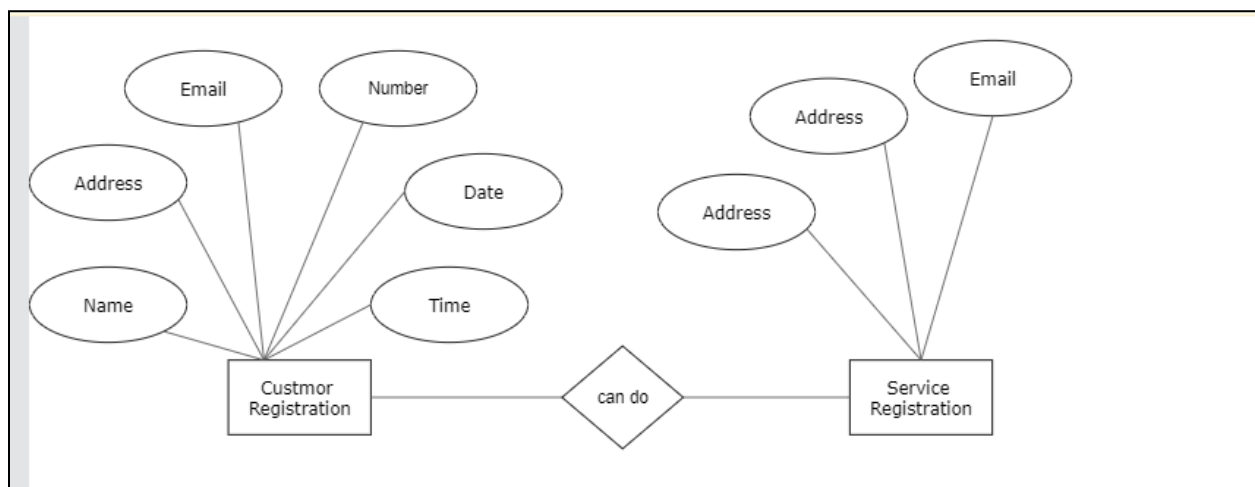 Email
Number
Email
Address
Address
Date
Address
Name
Time
Custmor
Registration
can do
Service
Registration